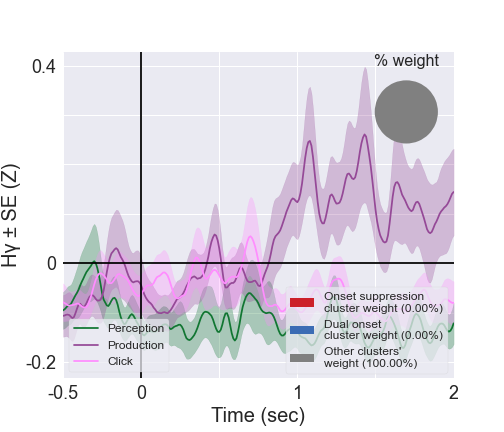 % weight
0.4
0
-0.2
Hγ ± SE (Z)
Perception
Production
Click
Onset suppression
cluster weight (0.00%)
Dual onset
cluster weight (0.00%)
Other clusters'
weight (100.00%)
-0.5
0
1
2
Time (sec)